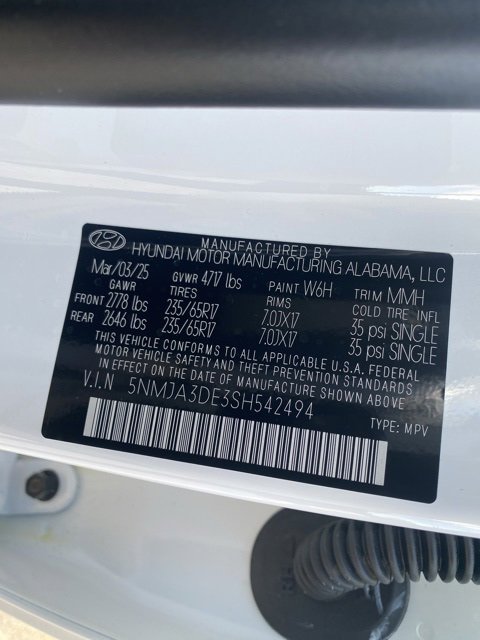 MANUFACTURED BY
HYUNDAI MOTOR MANUFACTURING ALABAMA, LLC
Mar/03/25 GVWR 4717 lbs PAINT W6H TRIM MMH
GAWR TIRES RIMS COLD TIRE INFL
FRONT 2778 lbs 235/65R17 7.0JX17 35 psi SINGLE
REAR 2646 lbs 235/65R17 7.0JX17 35 psi SINGLE
THIS VEHICLE CONFORMS TO ALL APPLICABLE U.S.A. FEDERAL
MOTOR VEHICLE SAFETY AND THEFT PREVENTION STANDARDS
IN EFFECT ON THE DATE OF MANUFACTURE SHOWN ABOVE
V.I.N 5NMJA3DE3SH542494
TYPE: MPV